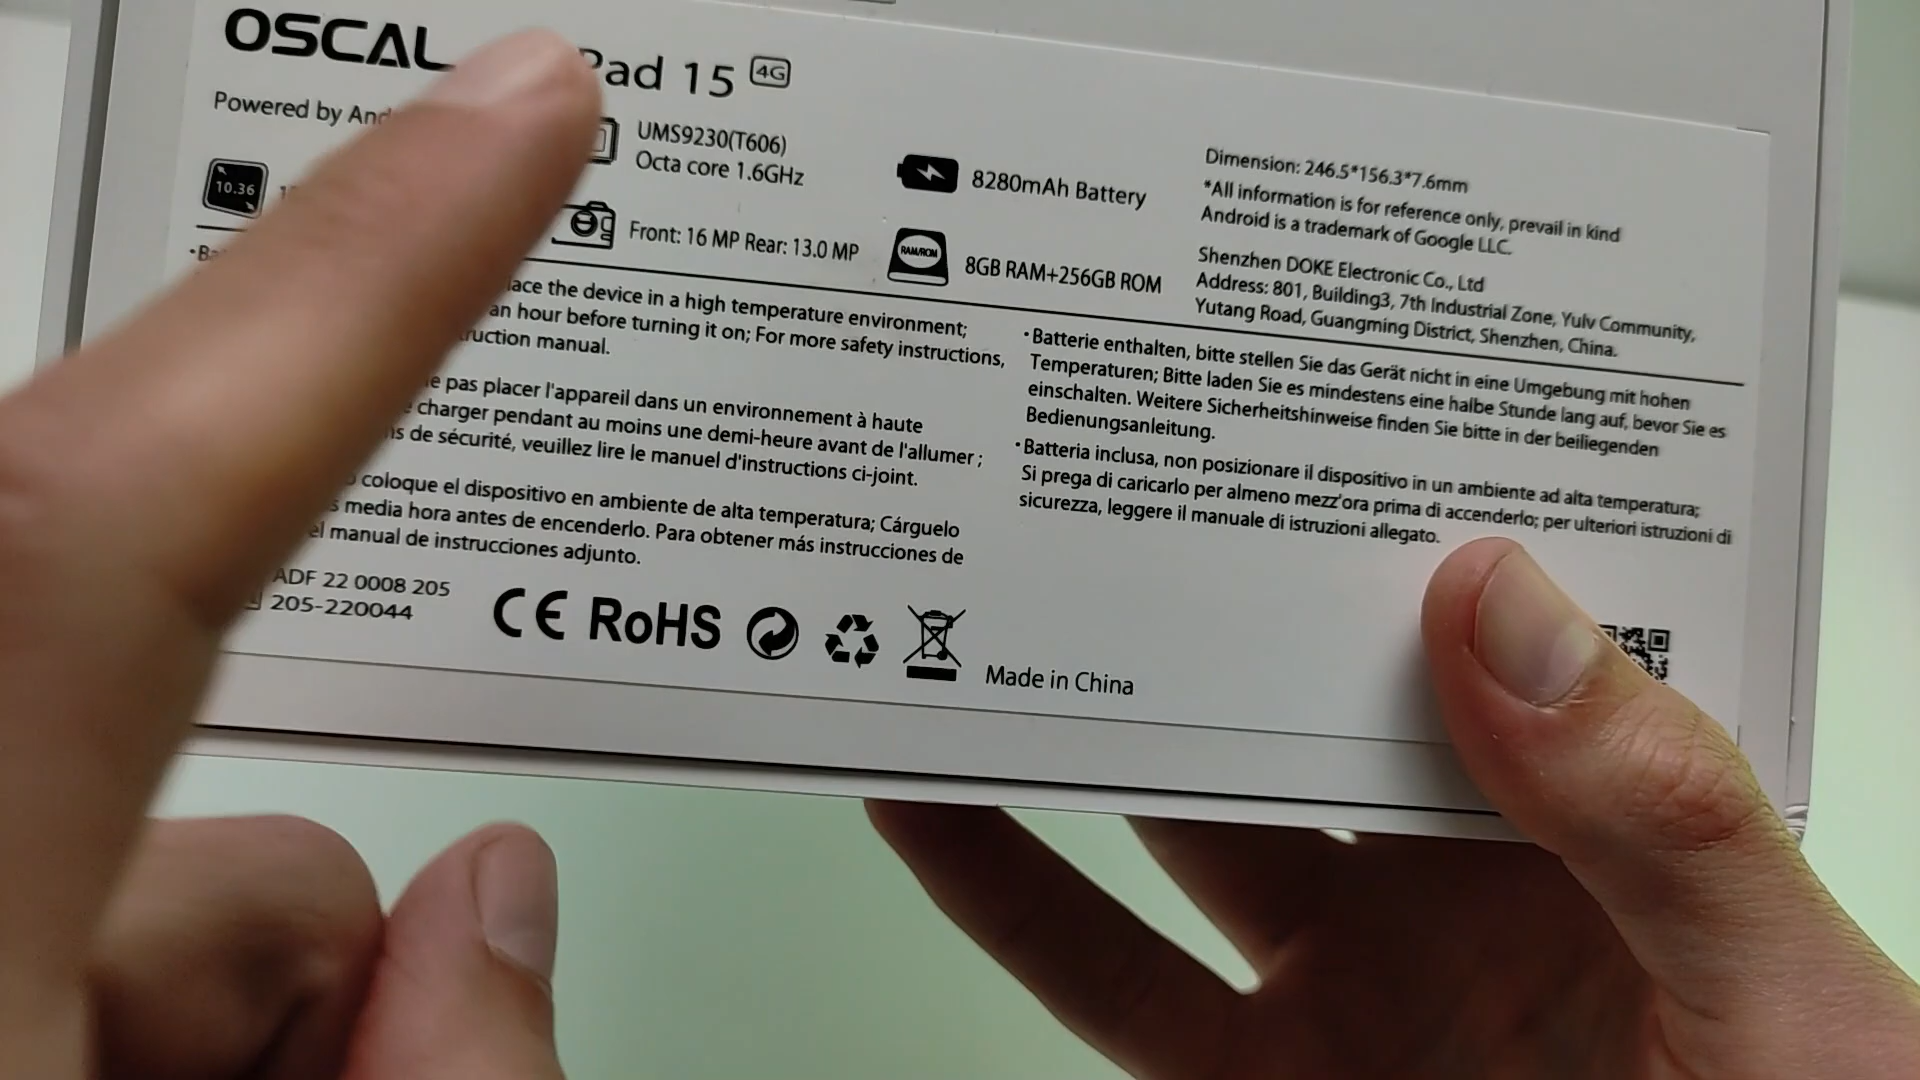 OSCAL Pad 15 4G
Powered by
UMS9230(T606)
Octa core 1.6GHz
10.36
Front: 16 MP Rear: 13.0 MP
8280mAh Battery
RAM/ROM
8GB RAM+256GB ROM
Dimension: 246.5*156.3*7.6mm
*All information is for reference only, prevail in kind
Android is a trademark of Google LLC.
Shenzhen DOKE Electronic Co., Ltd
Address: 801, Building3, 7th Industrial Zone, Yulv Community,
Yutang Road, Guangming District, Shenzhen, China.
the device in a high temperature environment;
an hour before turning it on; For more safety instructions,
manual.
pas placer l'appareil dans un environnement à haute
charger pendant au moins une demi-heure avant de l'allumer ;
de sécurité, veuillez lire le manuel d'instructions ci-joint.
coloque el dispositivo en ambiente de alta temperatura; Cárguelo
media hora antes de encenderlo. Para obtener más instrucciones de
el manual de instrucciones adjunto.
•Batterie enthalten, bitte stellen Sie das Gerät nicht in eine Umgebung mit hohen
Temperaturen; Bitte laden Sie es mindestens eine halbe Stunde lang auf, bevor Sie es
einschalten. Weitere Sicherheitshinweise finden Sie bitte in der beiliegenden
Bedienungsanleitung.
•Batteria inclusa, non posizionare il dispositivo in un ambiente ad alta temperatura;
Si prega di caricarlo per almeno mezz'ora prima di accenderlo; per ulteriori istruzioni di
sicurezza, leggere il manuale di istruzioni allegato.
ADF 22 0008 205
205-220044
CE RoHS
Made in China